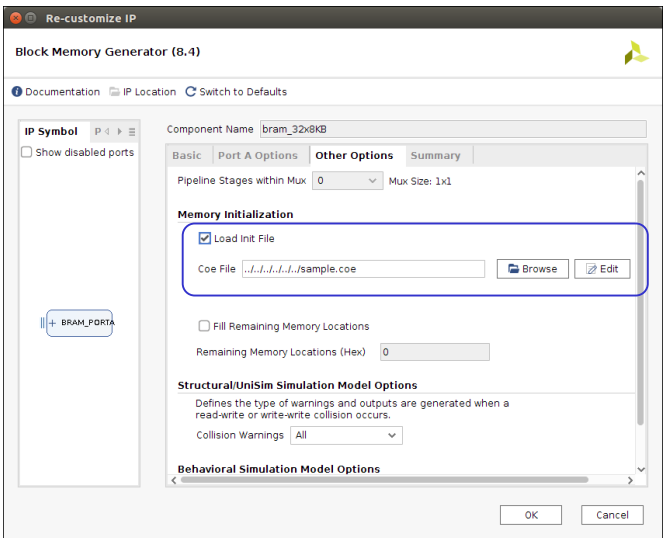 Re-customize IP
Block Memory Generator (8.4)
Documentation IP Location Switch to Defaults
IP Symbol P
Show disabled ports
+ BRAM_PORTA
Component Name bram_32x8KB
Basic Port A Options Other Options Summary
Pipeline Stages within Mux 0 Mux Size: 1x1
Memory Initialization
Load Init File
Coe File ../../../../../../sample.coe Browse Edit
Fill Remaining Memory Locations
Remaining Memory Locations (Hex) 0
Structural/UniSim Simulation Model Options
Defines the type of warnings and outputs are generated when a
read-write or write-write collision occurs.
Collision Warnings All
Behavioral Simulation Model Options
OK Cancel